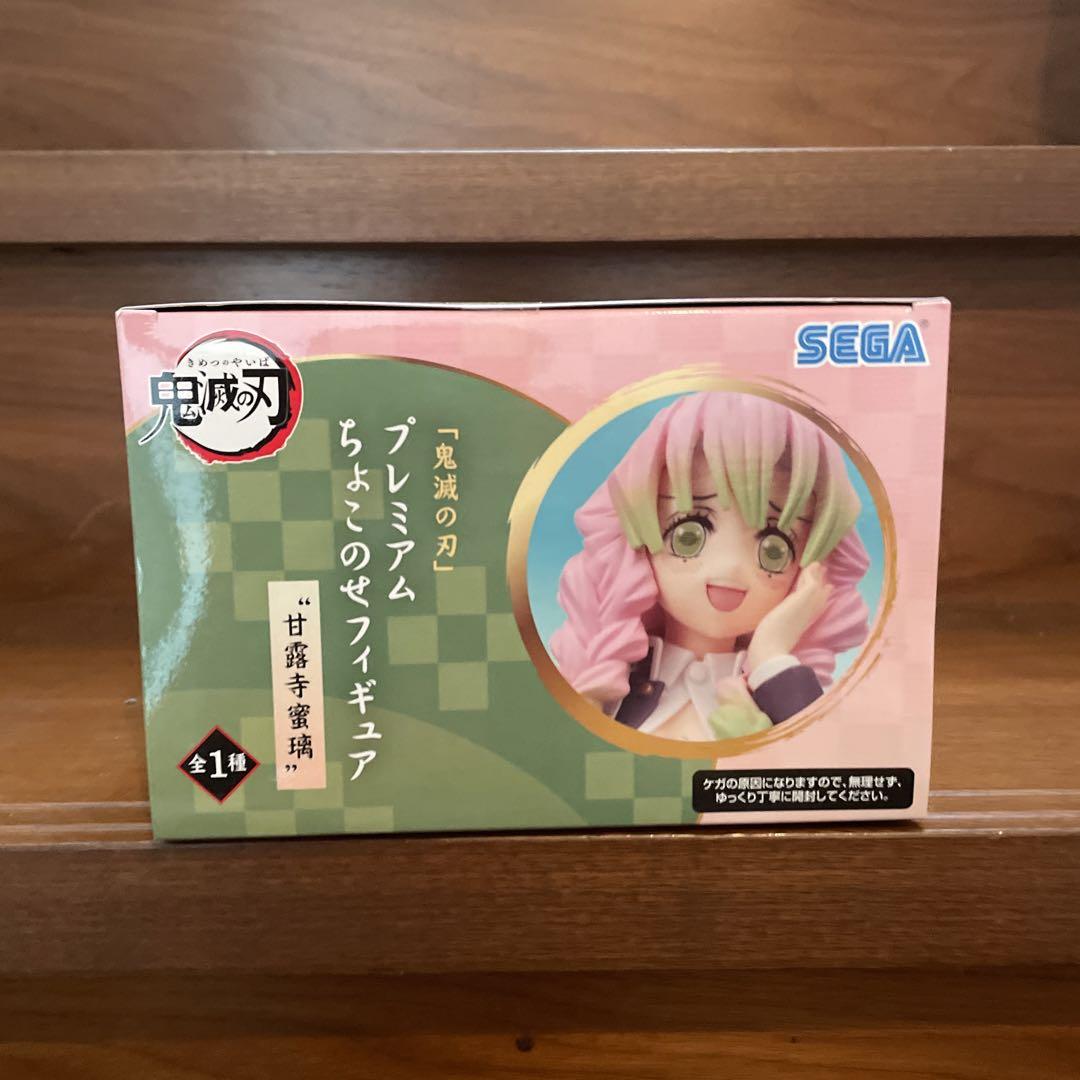 きめつのやいば
鬼滅の刃
SEGA
「鬼滅の刃」
プレミアム
ちょこのせフィギュア
"甘露寺蜜璃"
全1種
ケガの原因になりますので、無理せず、
ゆっくり丁寧に開封してください。